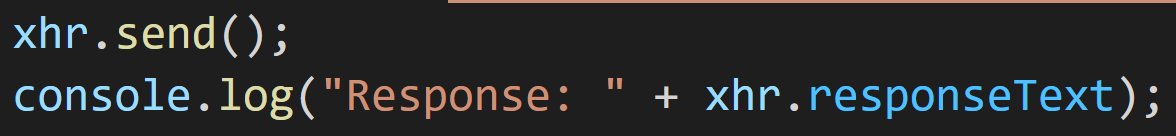 xhr.send();
console.log("Response: " + xhr.responseText);